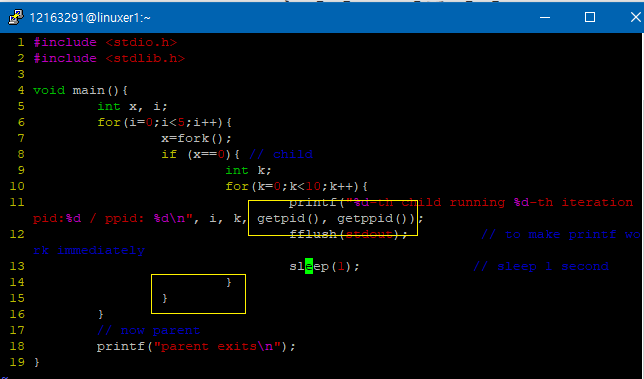 12163291@linuxer1:~
1 #include <stdio.h>
2 #include <stdlib.h>
3
4 void main(){
5         int x, i;
6         for(i=0;i<5;i++){
7                 x=fork();
8                 if (x==0){ // child
9                         int k;
10                         for(k=0;k<10;k++){
11                                 printf("%d-th child running %d-th iteration
pid:%d / ppid: %d\n", i, k, getpid(), getppid());
12                                 fflush(stdout);         // to make printf wo
rk immediately
13                                 sleep(1);              // sleep 1 second
14                         }
15                 }
16         }
17         // now parent
18         printf("parent exits\n");
19 }
~